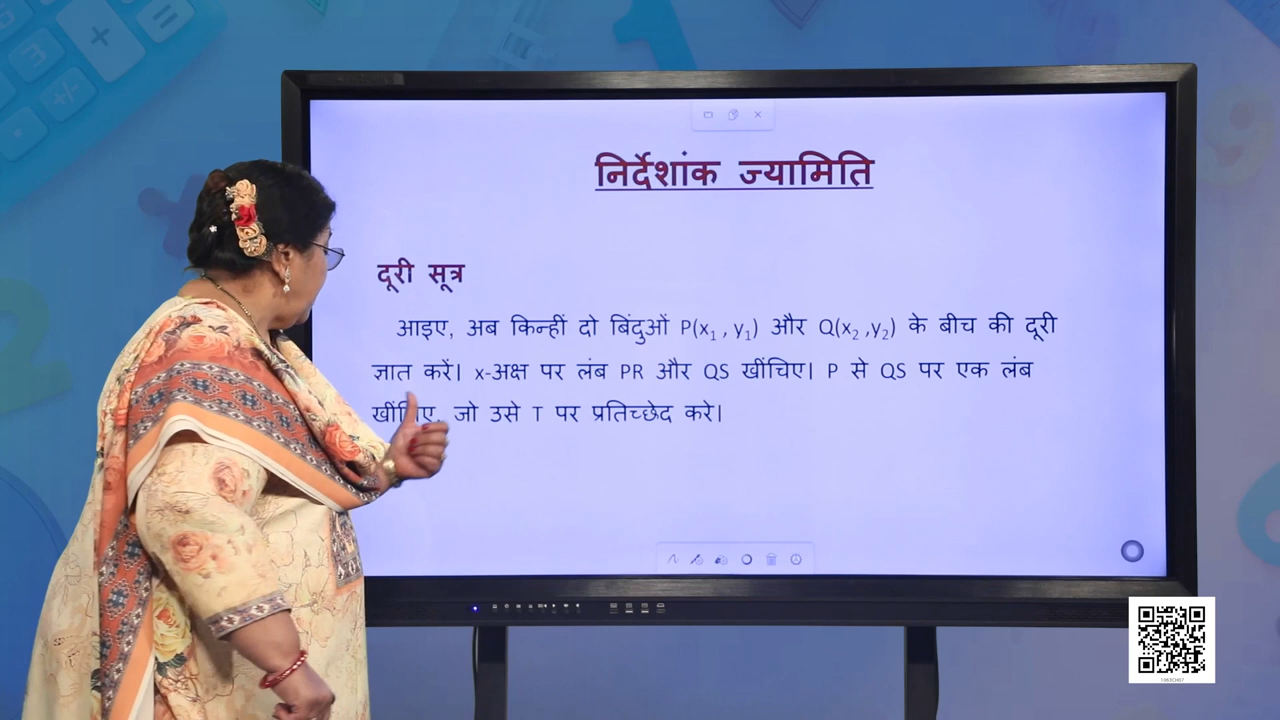 निर्देशांक ज्यामिति
दूरी सूत्र
आइए, अब किन्हीं दो बिंदुओं P(x₁ , y₁) और Q(x₂ ,y₂) के बीच की दूरी
ज्ञात करें। x-अक्ष पर लंब PR और QS खींचिए। P से QS पर एक लंब
खींचिए, जो उसे T पर प्रतिच्छेद करे।
1063CH07